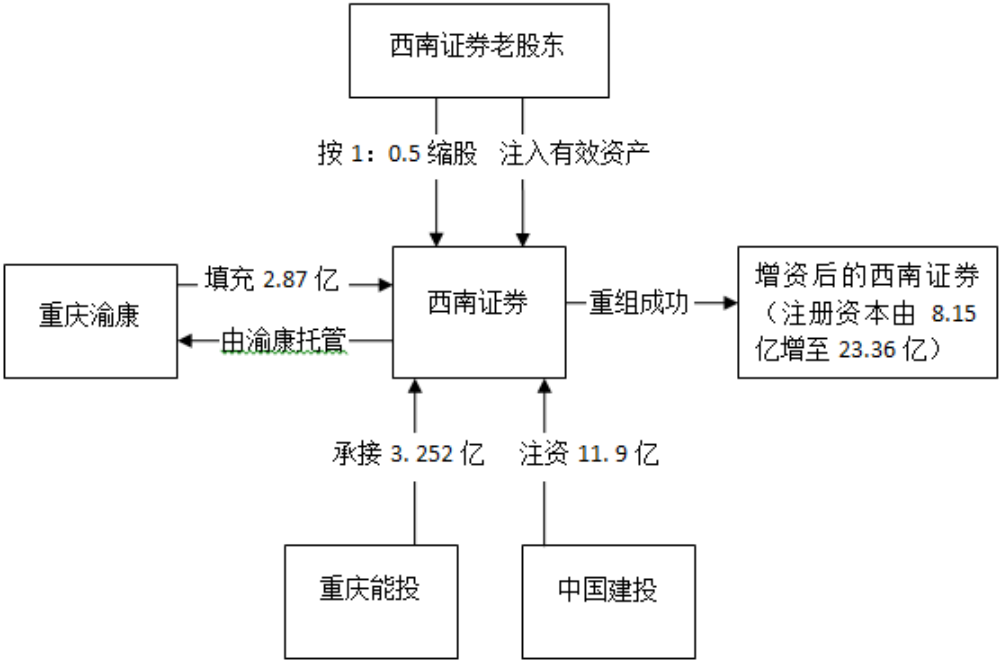 西南证券老股东
按 1：0.5 缩股
注入有效资产
填充 2.87 亿
重庆渝康
由渝康托管
西南证券
重组成功
增资后的西南证券
（注册资本由 8.15
亿增至 23.36 亿）
承接 3. 252 亿
注资 11. 9 亿
重庆能投
中国建投